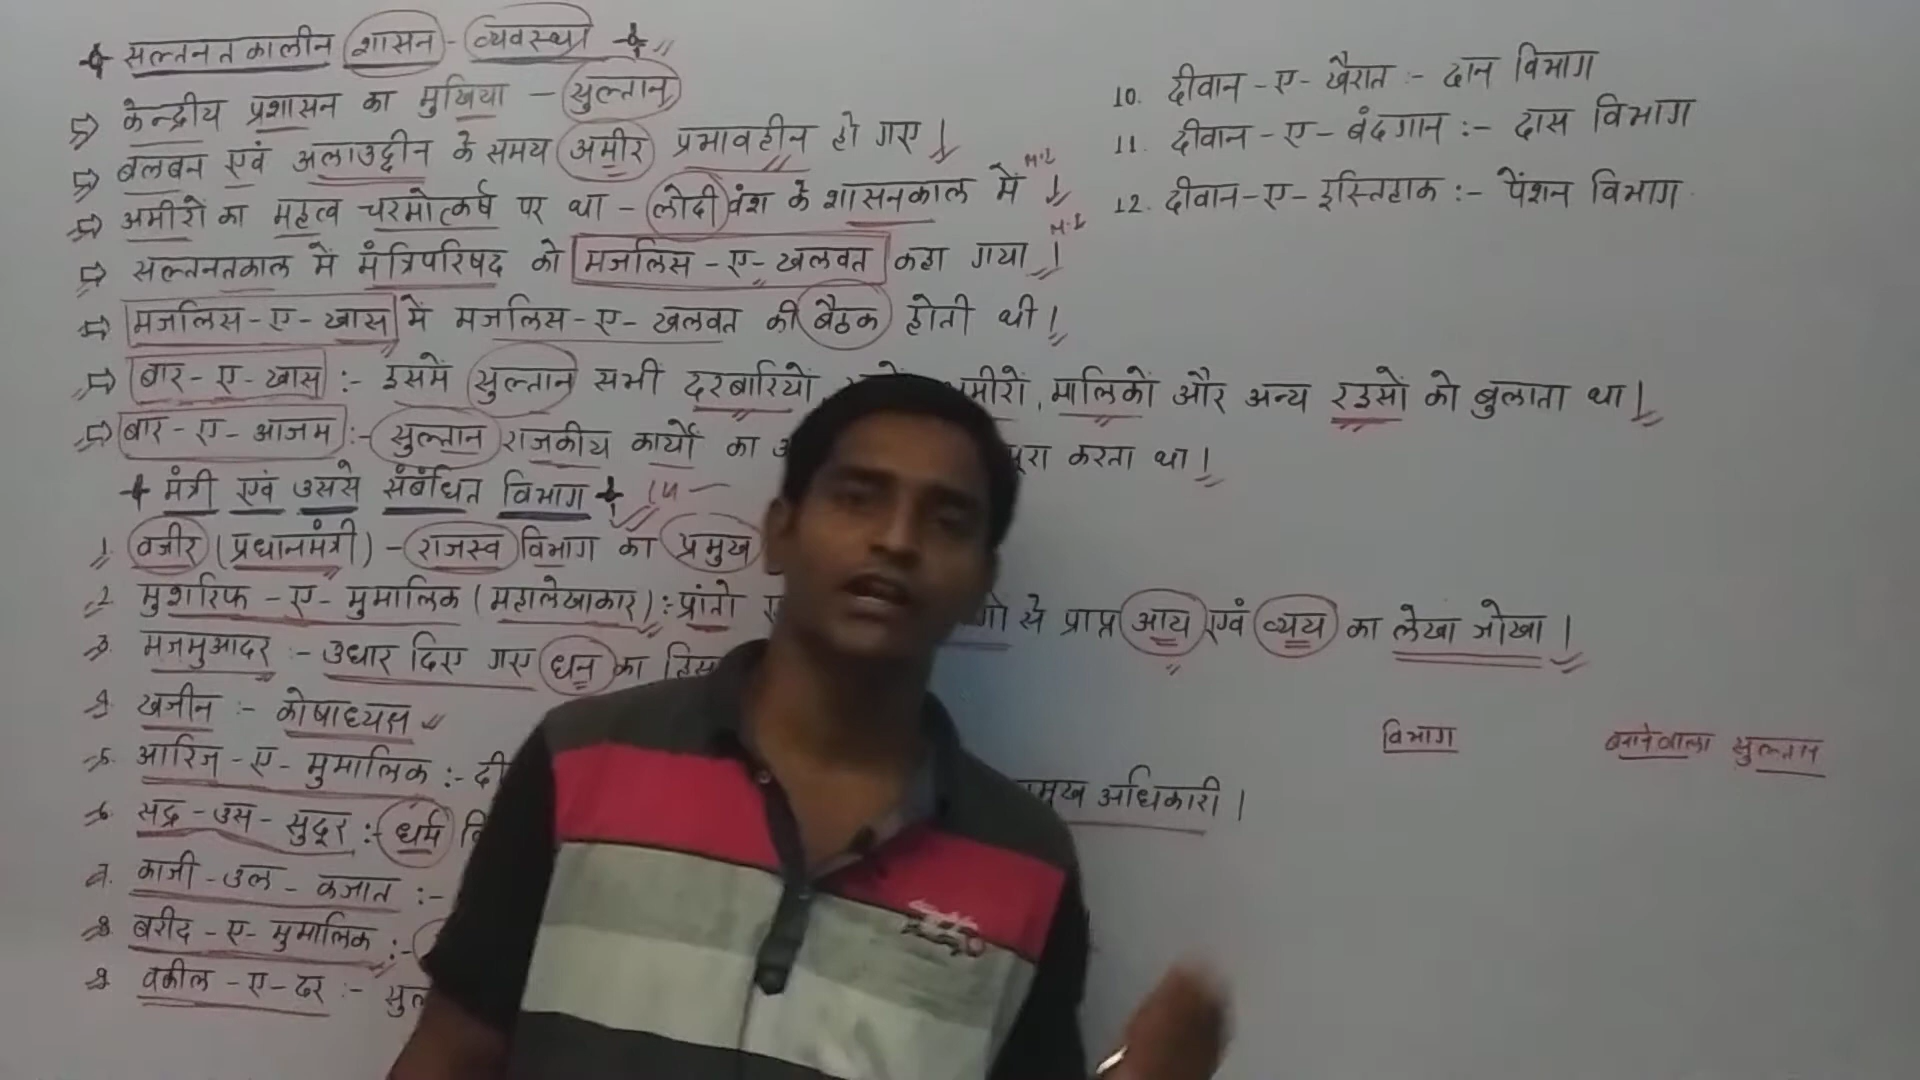 सल्तनतकालीन शासन - व्यवस्था
केन्द्रीय प्रशासन का मुखिया - सुल्तान
बलबन एवं अलाउद्दीन के समय अमीर प्रभावहीन हो गए।
अमीरों का महत्व चरमोत्कर्ष पर था - लोदी वंश के शासनकाल में।
सल्तनतकाल में मंत्रिपरिषद को मजलिस-ए-खलवत कहा गया।
मजलिस-ए-खास में मजलिस-ए-खलवत की बैठक होती थी।
बार-ए-खास :- इसमें सुल्तान सभी दरबारियों, मीरों, मालिकों और अन्य रइसों को बुलाता था।
बार-ए-आजम :- सुल्तान राजकीय कार्यों का करता था।
मंत्री एवं उससे संबंधित विभाग
1. वजीर (प्रधानमंत्री) - राजस्व विभाग का प्रमुख
2. मुशरिफ-ए-मुमालिक (महालेखाकार) :- प्रांतो से प्राप्त आय एवं व्यय का लेखा जोखा।
3. मजमुआदर :- उधार दिए गए धन का
4. खजीन :- कोषाध्यक्ष
5. आरिज-ए-मुमालिक :- अधिकारी।
6. सद्र-उस-सुदूर :- धर्म
7. काजी-उल-कजात :-
8. बरीद-ए-मुमालिक :-
9. वकील-ए-दर :-
10. दीवान-ए-खैरात :- दान विभाग
11. दीवान-ए-बंदगान :- दास विभाग
12. दीवान-ए-इस्तिहाक :- पेंशन विभाग
विभाग
बनानेवाला सुल्तान